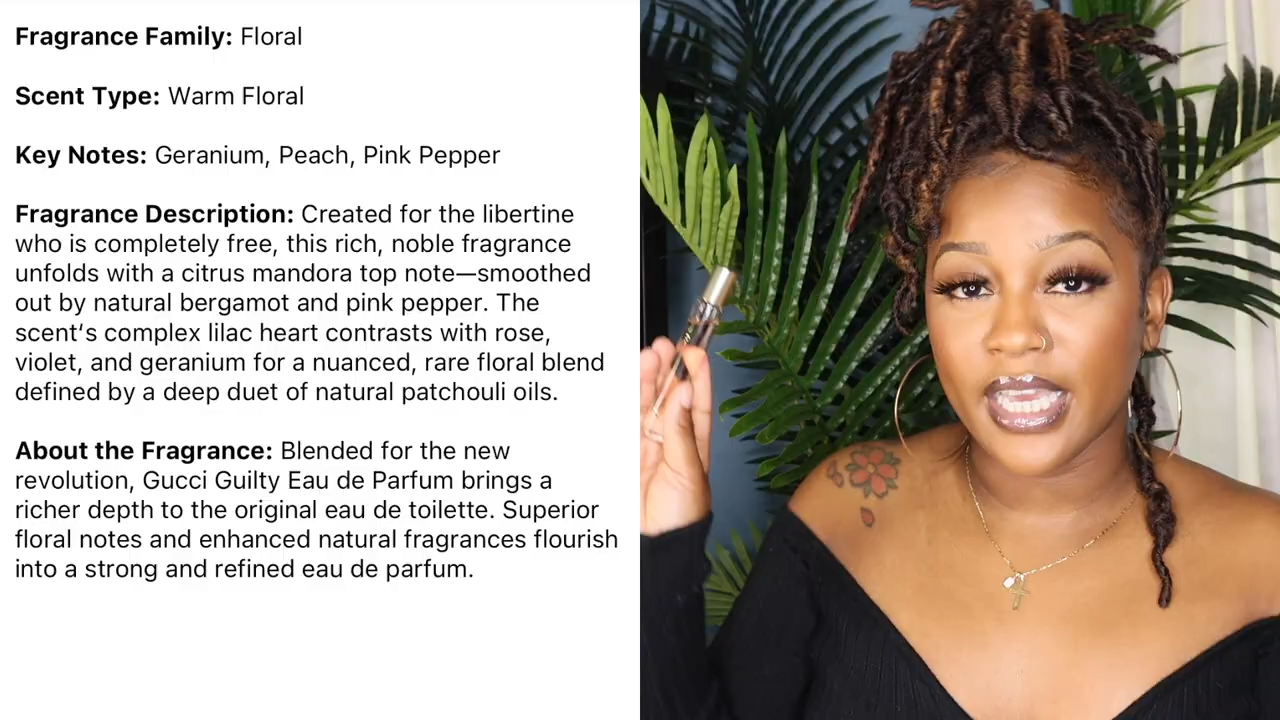 Fragrance Family: Floral
Scent Type: Warm Floral
Key Notes: Geranium, Peach, Pink Pepper
Fragrance Description: Created for the libertine
who is completely free, this rich, noble fragrance
unfolds with a citrus mandora top note—smoothed
out by natural bergamot and pink pepper. The
scent's complex lilac heart contrasts with rose,
violet, and geranium for a nuanced, rare floral blend
defined by a deep duet of natural patchouli oils.
About the Fragrance: Blended for the new
revolution, Gucci Guilty Eau de Parfum brings a
richer depth to the original eau de toilette. Superior
floral notes and enhanced natural fragrances flourish
into a strong and refined eau de parfum.